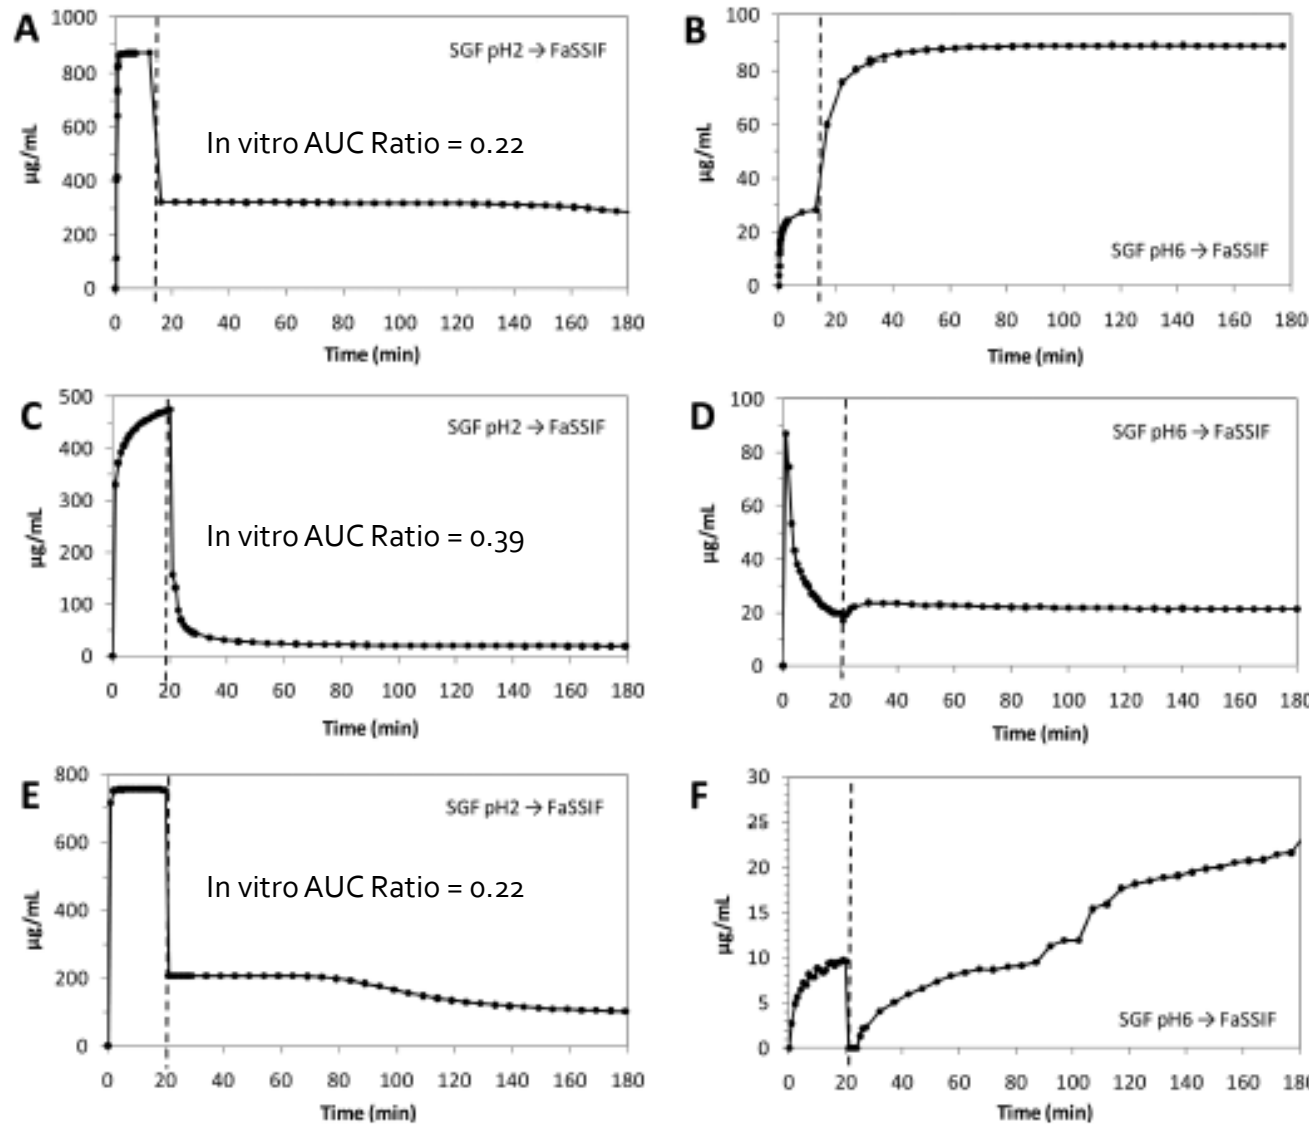 A
SGF pH2 → FaSSIF
In vitro AUC Ratio = 0.22
µg/mL
1000
800
600
400
200
0
0 20 40 60 80 100 120 140 160 180
Time (min)
B
SGF pH6 → FaSSIF
µg/mL
100
80
60
40
20
0
0 20 40 60 80 100 120 140 160 180
Time (min)
C
SGF pH2 → FaSSIF
In vitro AUC Ratio = 0.39
µg/mL
500
400
300
200
100
0
0 20 40 60 80 100 120 140 160 180
Time (min)
D
SGF pH6 → FaSSIF
µg/mL
100
80
60
40
20
0
0 20 40 60 80 100 120 140 160 180
Time (min)
E
SGF pH2 → FaSSIF
In vitro AUC Ratio = 0.22
µg/mL
800
600
400
200
0
0 20 40 60 80 100 120 140 160 180
Time (min)
F
SGF pH6 → FaSSIF
µg/mL
30
25
20
15
10
5
0
0 20 40 60 80 100 120 140 160 180
Time (min)